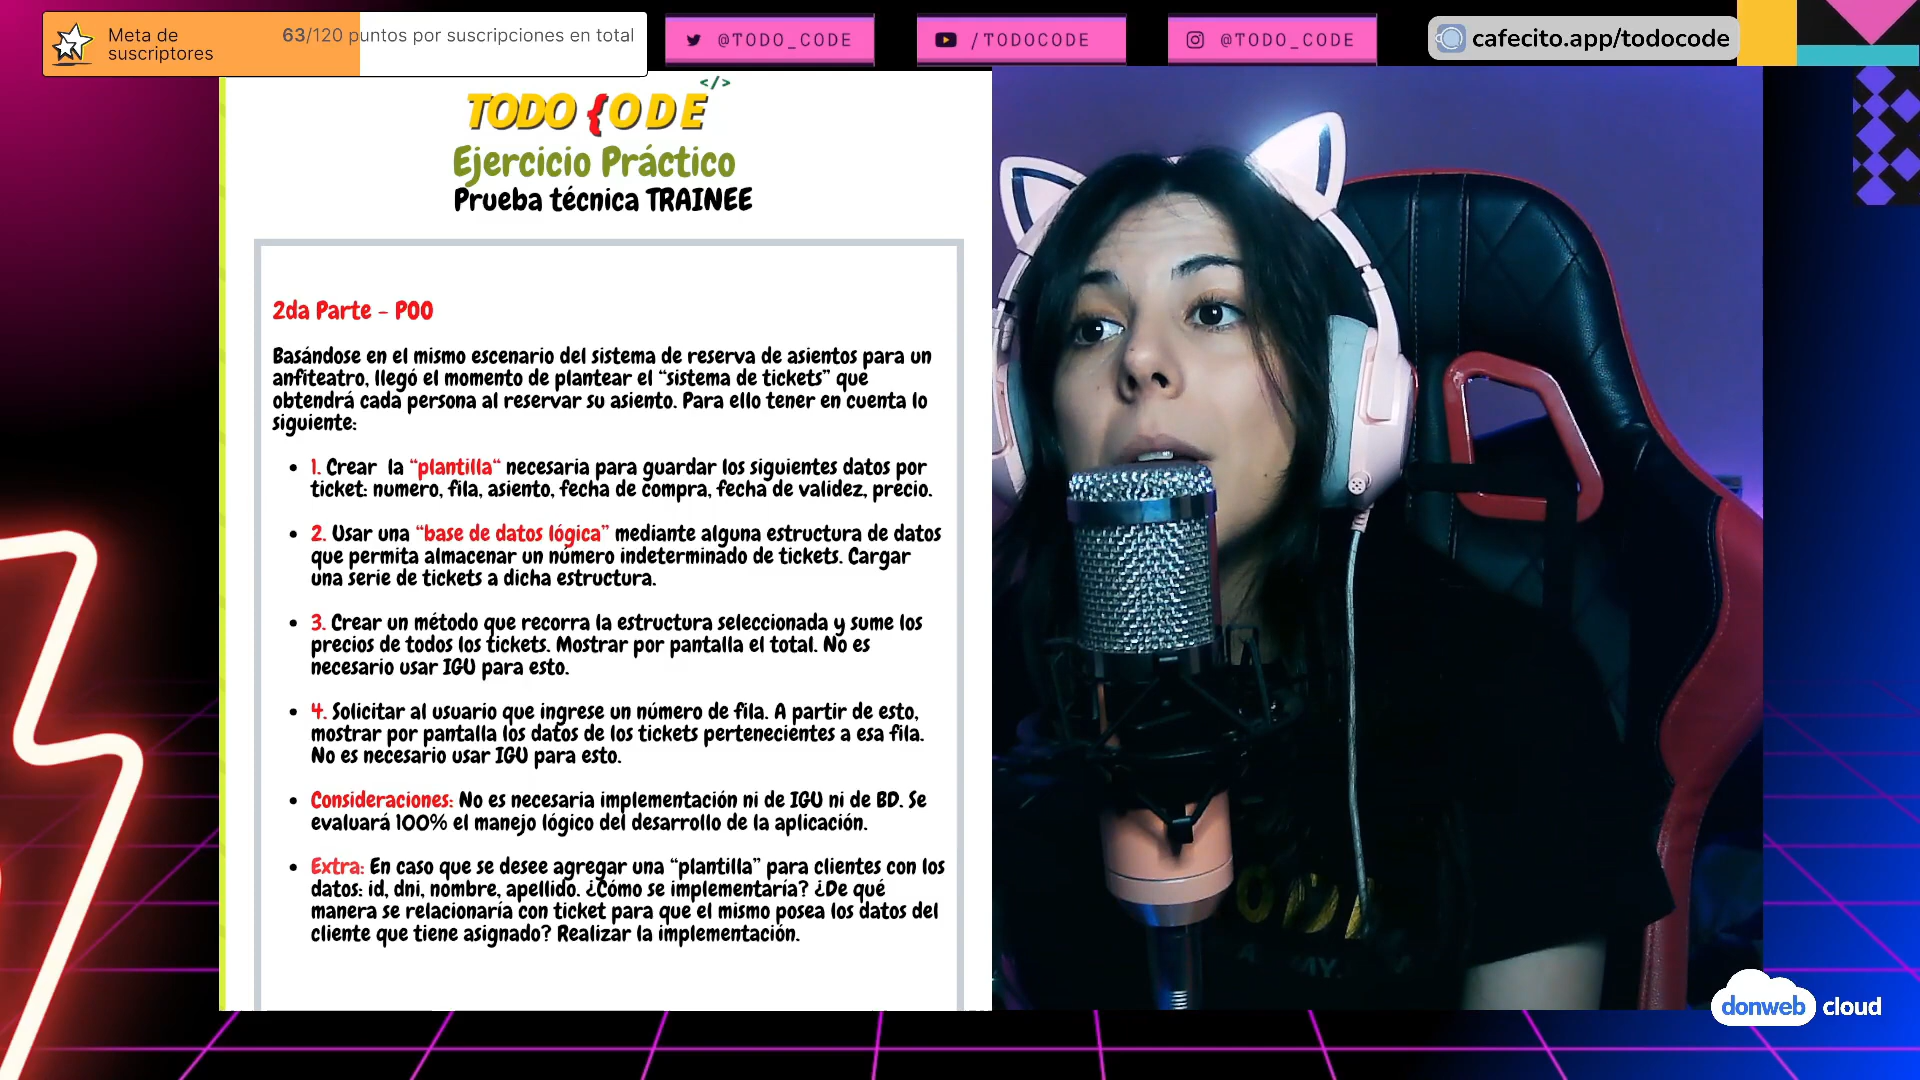 Meta de
suscriptores
63/120 puntos por suscripciones en total
@TODO_CODE
/TODOCODE
@TODO_CODE
cafecito.app/todocode
</>
TODO {ODE
Ejercicio Práctico
Prueba técnica TRAINEE
2da Parte - POO
Basándose en el mismo escenario del sistema de reserva de asientos para un
anfiteatro, llegó el momento de plantear el “sistema de tickets” que
obtendrá cada persona al reservar su asiento. Para ello tener en cuenta lo
siguiente:
• 1. Crear la “plantilla“ necesaria para guardar los siguientes datos por
ticket: numero, fila, asiento, fecha de compra, fecha de validez, precio.
• 2. Usar una “base de datos lógica” mediante alguna estructura de datos
que permita almacenar un número indeterminado de tickets. Cargar
una serie de tickets a dicha estructura.
• 3. Crear un método que recorra la estructura seleccionada y sume los
precios de todos los tickets. Mostrar por pantalla el total. No es
necesario usar IGU para esto.
• 4. Solicitar al usuario que ingrese un número de fila. A partir de esto,
mostrar por pantalla los datos de los tickets pertenecientes a esa fila.
No es necesario usar IGU para esto.
• Consideraciones: No es necesaria implementación ni de IGU ni de BD. Se
evaluará 100% el manejo lógico del desarrollo de la aplicación.
• Extra: En caso que se desee agregar una “plantilla” para clientes con los
datos: id, dni, nombre, apellido. ¿Cómo se implementaría? ¿De qué
manera se relacionaría con ticket para que el mismo posea los datos del
cliente que tiene asignado? Realizar la implementación.
donweb cloud